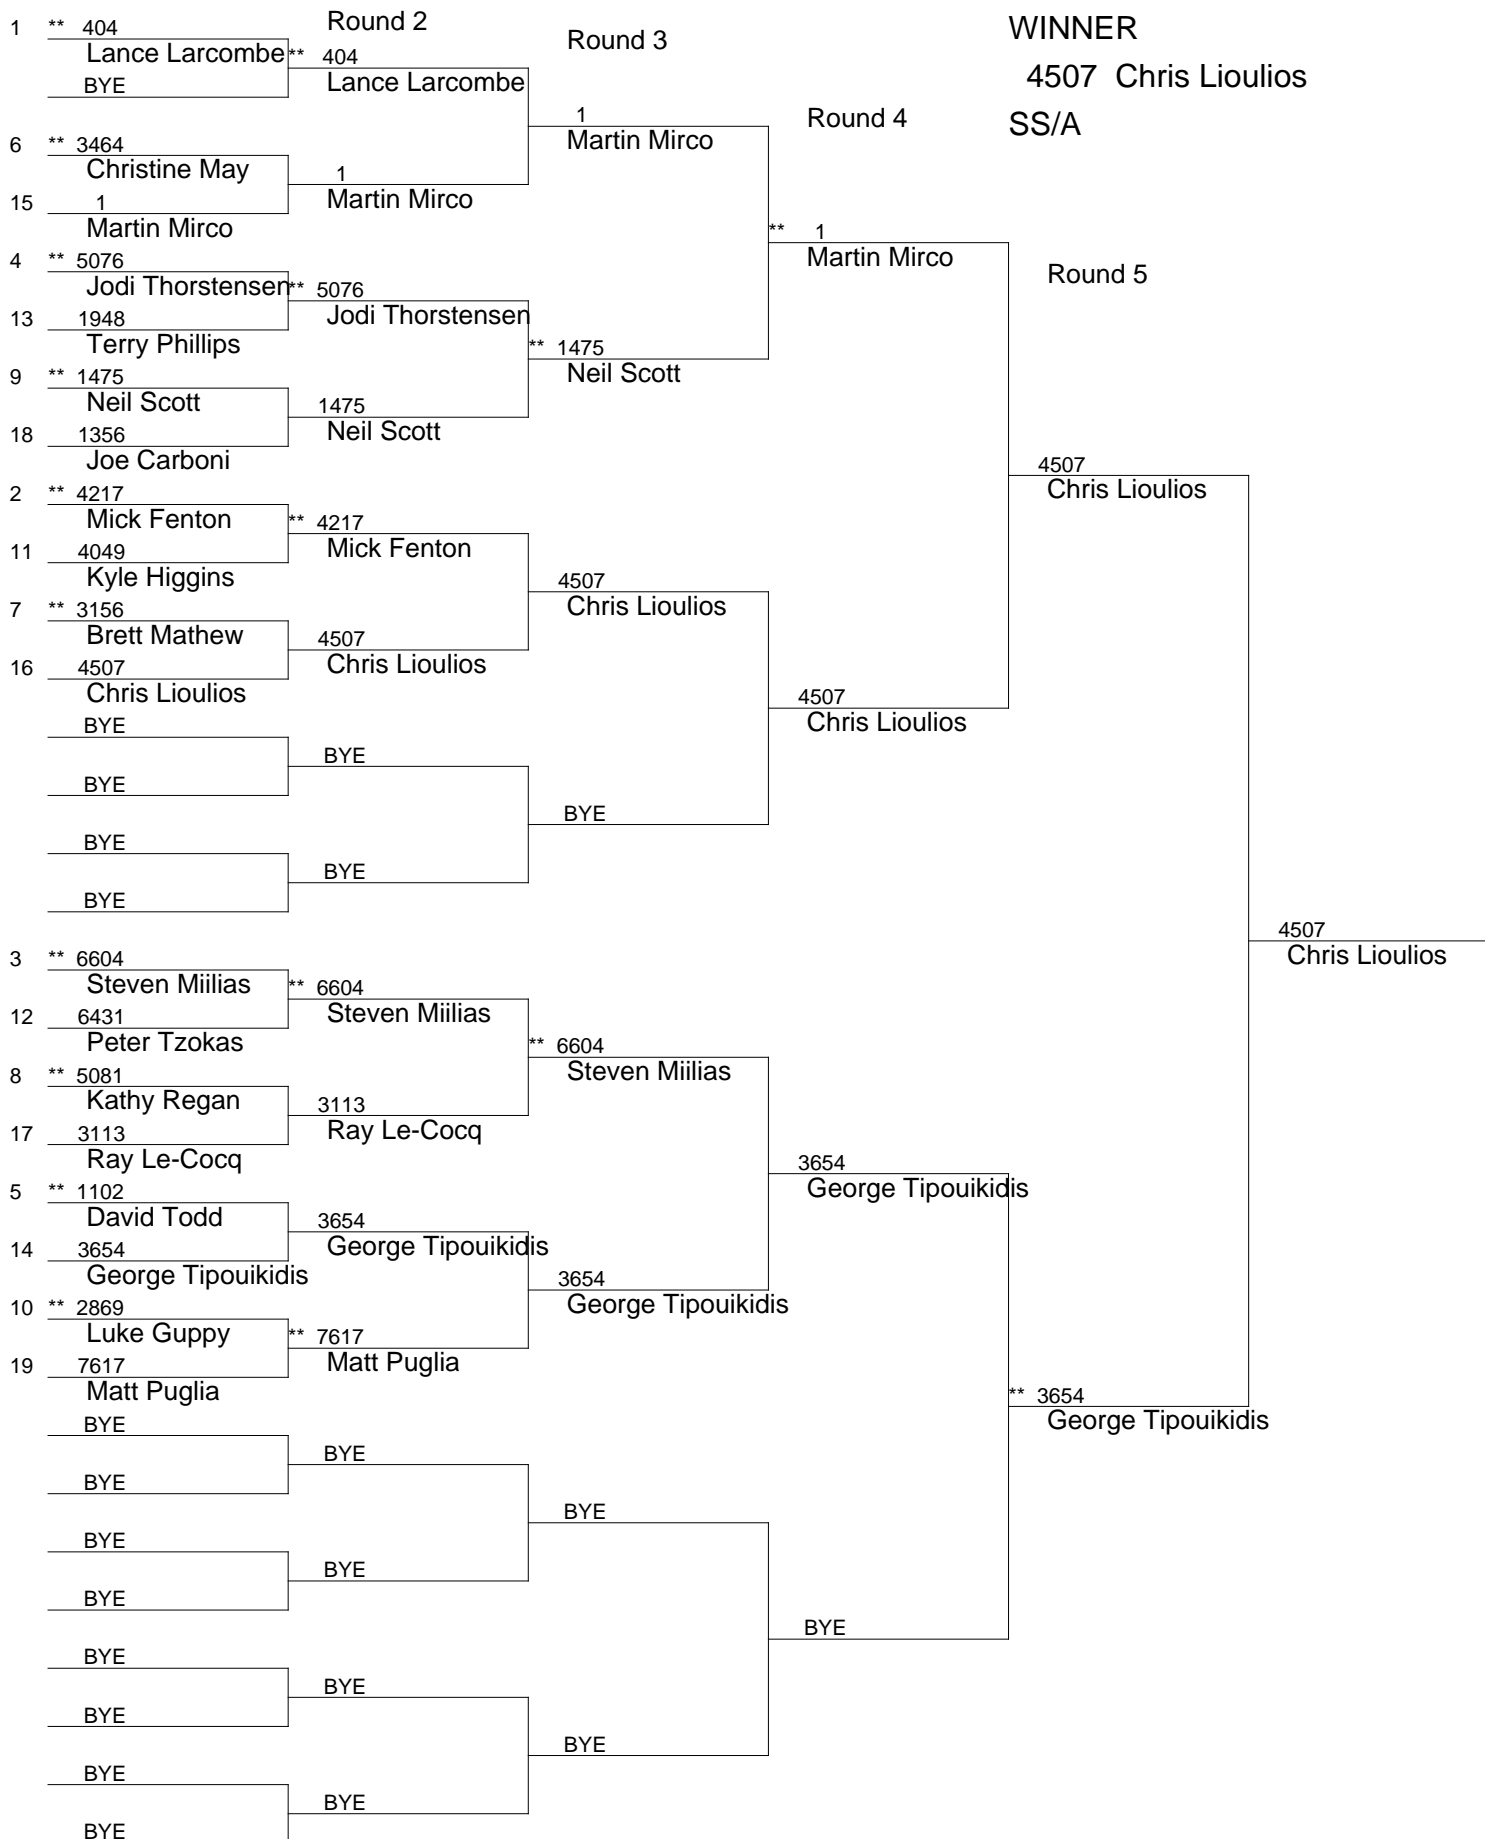 Round 2
Round 3
WINNER
4507 Chris Lioulios
SS/A
Round 4
Round 5
1 ** 404
Lance Larcombe
BYE
6 ** 3464
Christine May
15 1
Martin Mirco
4 ** 5076
Jodi Thorstensen
13 1948
Terry Phillips
9 ** 1475
Neil Scott
18 1356
Joe Carboni
2 ** 4217
Mick Fenton
11 4049
Kyle Higgins
7 ** 3156
Brett Mathew
16 4507
Chris Lioulios
BYE
BYE
BYE
BYE
3 ** 6604
Steven Miilias
12 6431
Peter Tzokas
8 ** 5081
Kathy Regan
17 3113
Ray Le-Cocq
5 ** 1102
David Todd
14 3654
George Tipouikidis
10 ** 2869
Luke Guppy
19 7617
Matt Puglia
BYE
BYE
BYE
BYE
BYE
BYE
BYE
BYE
** 404
Lance Larcombe
1
Martin Mirco
** 5076
Jodi Thorstensen
1475
Neil Scott
** 4217
Mick Fenton
4507
Chris Lioulios
BYE
BYE
** 6604
Steven Miilias
3113
Ray Le-Cocq
3654
George Tipouikidis
** 7617
Matt Puglia
BYE
BYE
BYE
BYE
1
Martin Mirco
** 1475
Neil Scott
4507
Chris Lioulios
BYE
** 6604
Steven Miilias
3654
George Tipouikidis
BYE
BYE
** 1
Martin Mirco
4507
Chris Lioulios
3654
George Tipouikidis
BYE
4507
Chris Lioulios
** 3654
George Tipouikidis
4507
Chris Lioulios